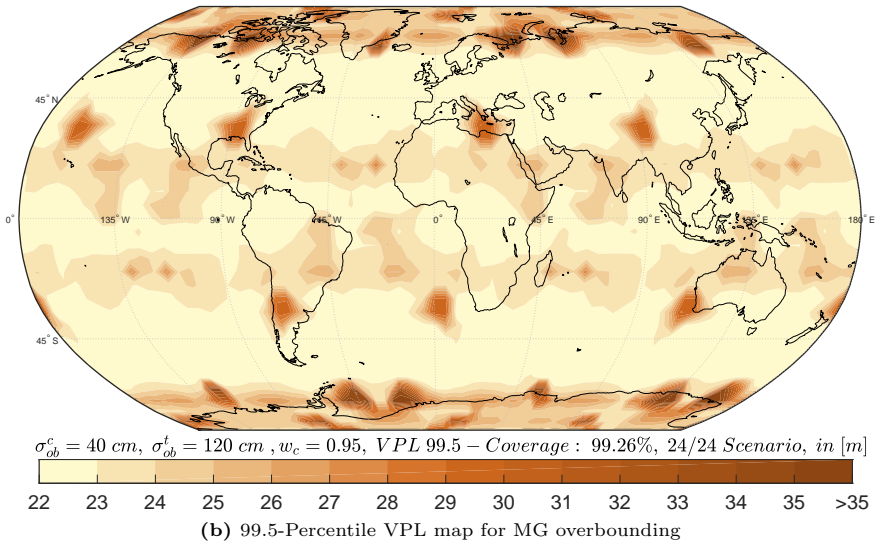 45° N
0°
135° W
90° W
45° W
0°
45° E
90° E
135° E
180° E
45° S
σᶜₒb = 40 cm, σᵗₒb = 120 cm , w_c = 0.95, VPL 99.5 − Coverage : 99.26%, 24/24 Scenario, in [m]
22 23 24 25 26 27 28 29 30 31 32 33 34 35 >35
(b) 99.5-Percentile VPL map for MG overbounding